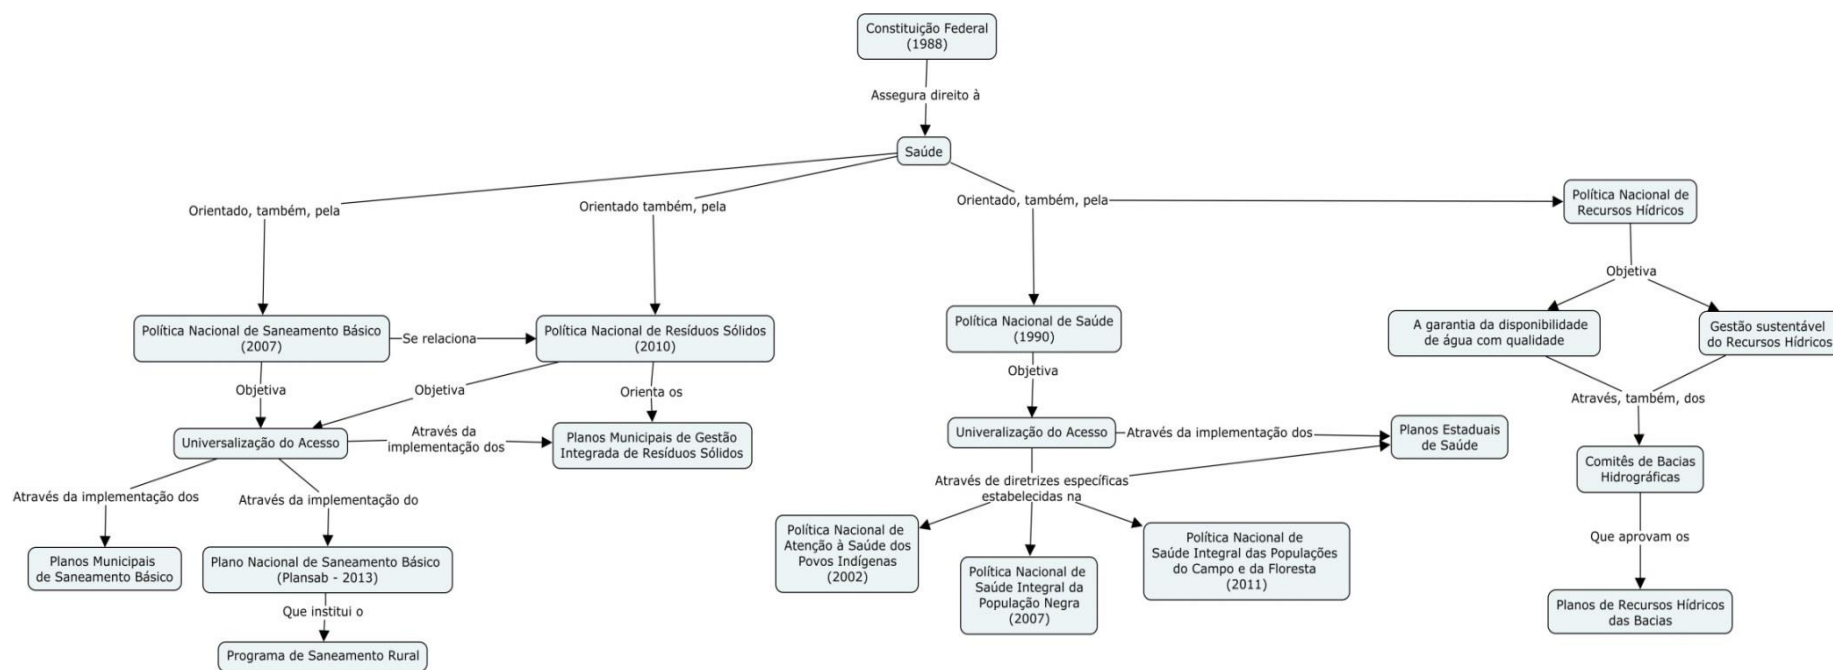 Constituição Federal
(1988)
Assegura direito à
Saúde
Orientado, também, pela
Orientado também, pela
Orientado, também, pela
Política Nacional de
Recursos Hídricos
Objetiva
Política Nacional de Saneamento Básico
(2007)
Se relaciona
Política Nacional de Resíduos Sólidos
(2010)
Política Nacional de Saúde
(1990)
A garantia da disponibilidade
de água com qualidade
Gestão sustentável
do Recursos Hídricos
Objetiva
Objetiva
Orienta os
Objetiva
Através, também, dos
Universalização do Acesso
Através da
implementação dos
Planos Municipais de Gestão
Integrada de Resíduos Sólidos
Univeralização do Acesso
Através da implementação dos
Planos Estaduais
de Saúde
Comitês de Bacias
Hidrográficas
Através da implementação dos
Através da implementação do
Através de diretrizes específicas
estabelecidas na
Planos Municipais
de Saneamento Básico
Plano Nacional de Saneamento Básico
(Plansab - 2013)
Política Nacional de
Atenção à Saúde dos
Povos Indígenas
(2002)
Política Nacional de
Saúde Integral da
População Negra
(2007)
Política Nacional de
Saúde Integral das Populações
do Campo e da Floresta
(2011)
Que aprovam os
Que institui o
Planos de Recursos Hídricos
das Bacias
Programa de Saneamento Rural